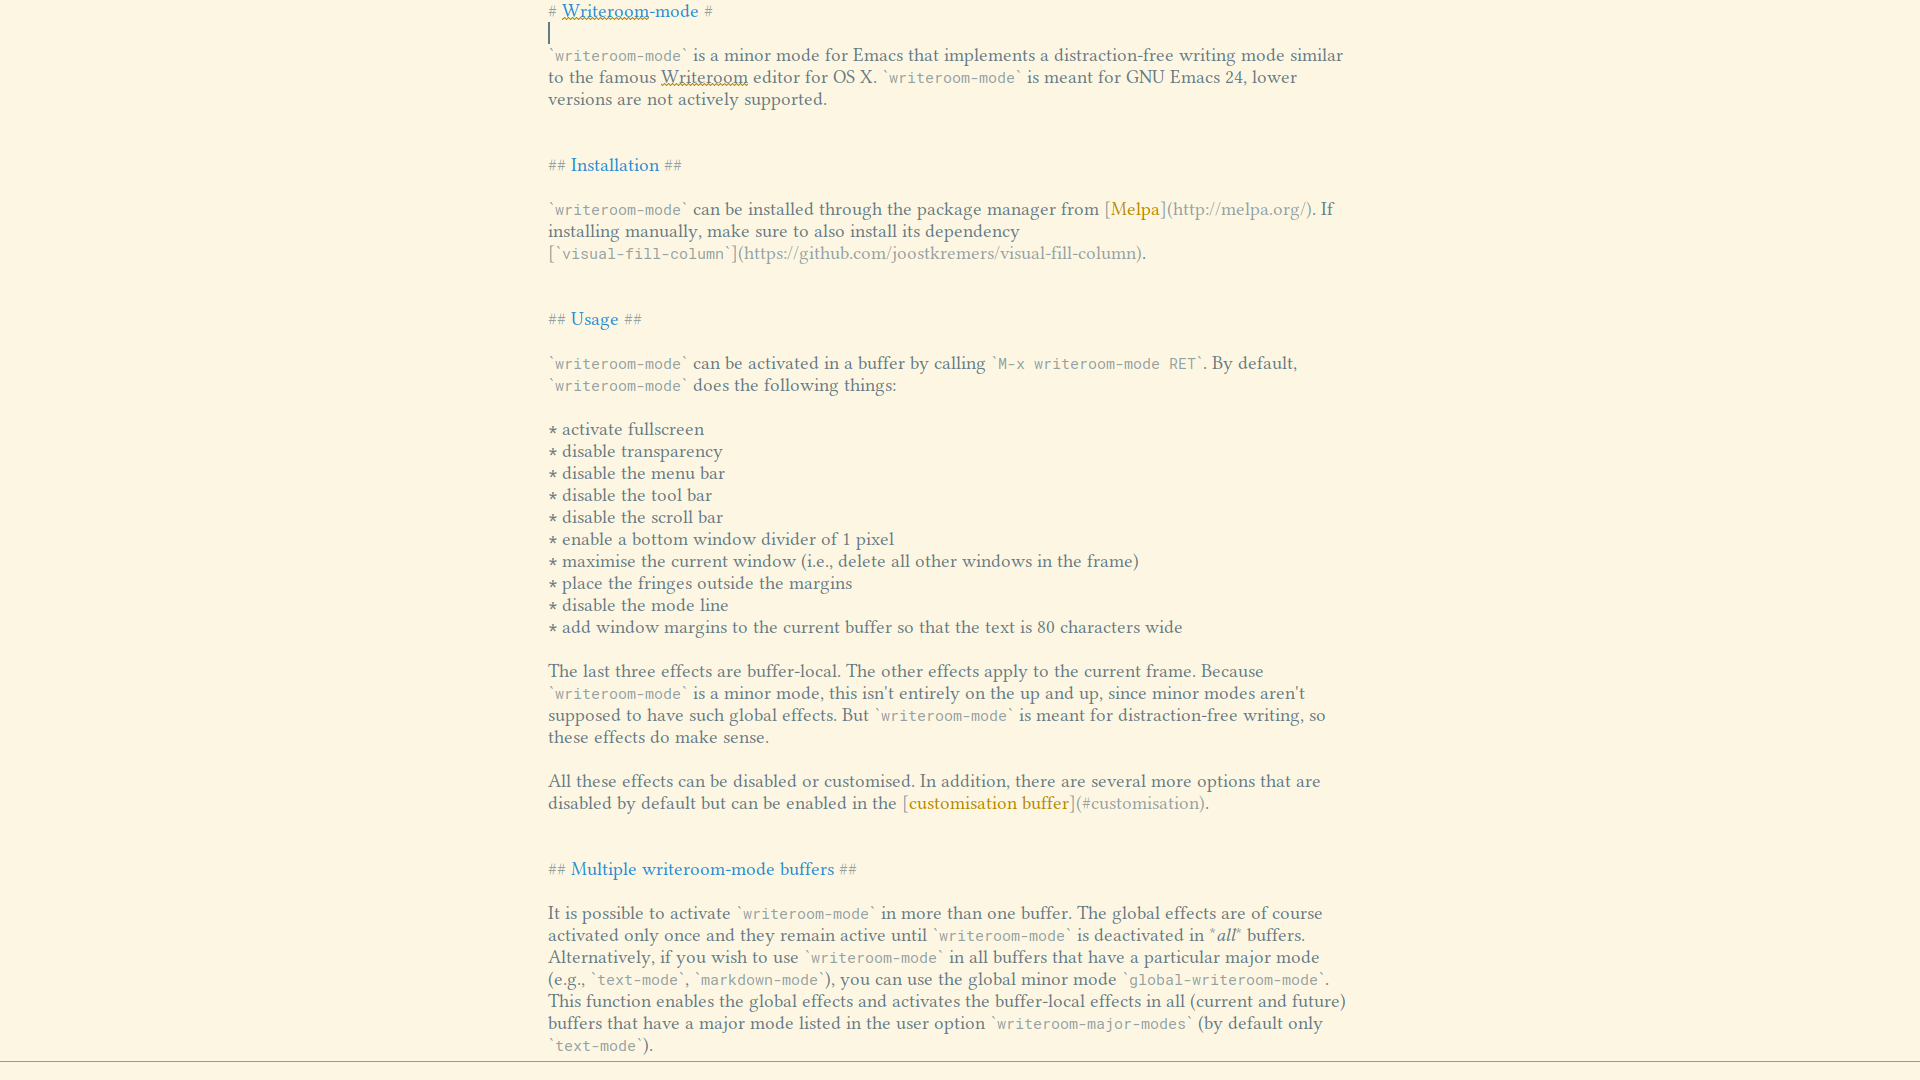 # Writeroom-mode #
`writeroom-mode` is a minor mode for Emacs that implements a distraction-free writing mode similar
to the famous Writeroom editor for OS X. `writeroom-mode` is meant for GNU Emacs 24, lower
versions are not actively supported.
## Installation ##
`writeroom-mode` can be installed through the package manager from [Melpa](http://melpa.org/). If
installing manually, make sure to also install its dependency
[`visual-fill-column`](https://github.com/joostkremers/visual-fill-column).
## Usage ##
`writeroom-mode` can be activated in a buffer by calling `M-x writeroom-mode RET`. By default,
`writeroom-mode` does the following things:
* activate fullscreen
* disable transparency
* disable the menu bar
* disable the tool bar
* disable the scroll bar
* enable a bottom window divider of 1 pixel
* maximise the current window (i.e., delete all other windows in the frame)
* place the fringes outside the margins
* disable the mode line
* add window margins to the current buffer so that the text is 80 characters wide
The last three effects are buffer-local. The other effects apply to the current frame. Because
`writeroom-mode` is a minor mode, this isn't entirely on the up and up, since minor modes aren't
supposed to have such global effects. But `writeroom-mode` is meant for distraction-free writing, so
these effects do make sense.
All these effects can be disabled or customised. In addition, there are several more options that are
disabled by default but can be enabled in the [customisation buffer](#customisation).
## Multiple writeroom-mode buffers ##
It is possible to activate `writeroom-mode` in more than one buffer. The global effects are of course
activated only once and they remain active until `writeroom-mode` is deactivated in *all* buffers.
Alternatively, if you wish to use `writeroom-mode` in all buffers that have a particular major mode
(e.g., `text-mode`, `markdown-mode`), you can use the global minor mode `global-writeroom-mode`.
This function enables the global effects and activates the buffer-local effects in all (current and future)
buffers that have a major mode listed in the user option `writeroom-major-modes` (by default only
`text-mode`).